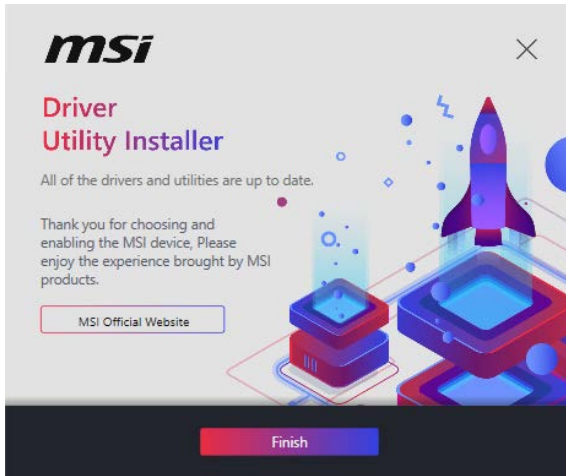 msi
Driver
Utility Installer
All of the drivers and utilities are up to date.
Thank you for choosing and
enabling the MSI device, Please
enjoy the experience brought by MSI
products.
MSI Official Website
Finish